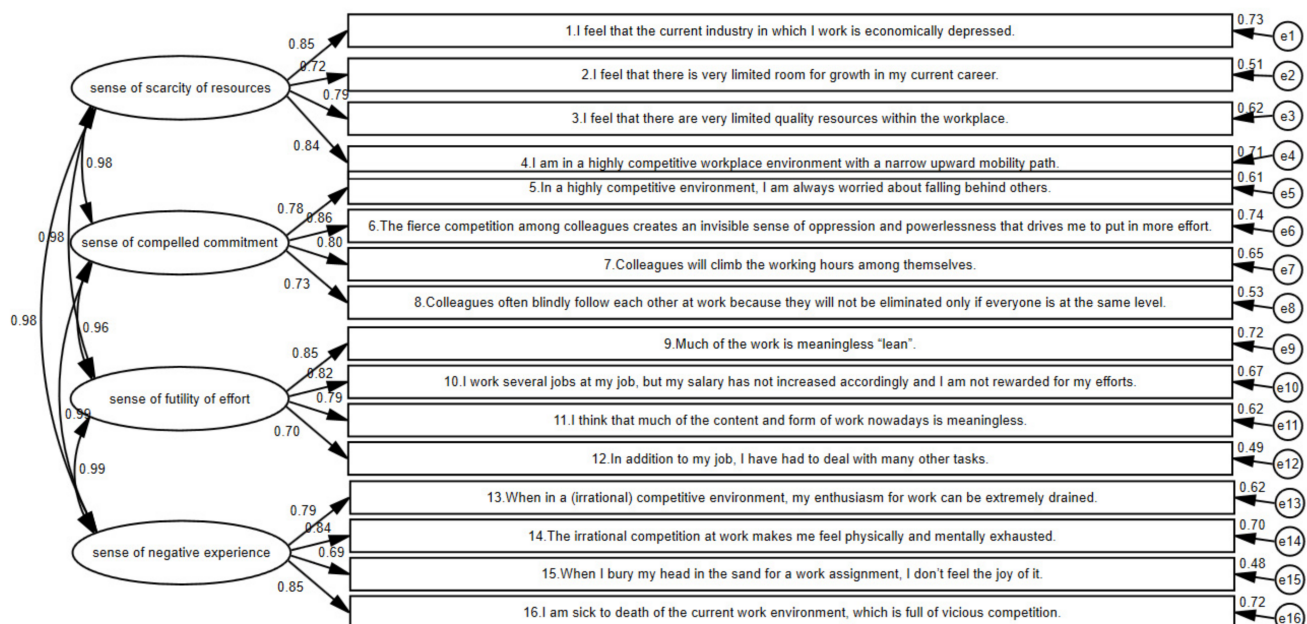 0.73
0.85
1.I feel that the current industry in which I work is economically depressed.
e1
0.72
0.51
2.I feel that there is very limited room for growth in my current career.
e2
sense of scarcity of resources
0.79
0.62
3.I feel that there are very limited quality resources within the workplace.
e3
0.84
0.71
4.I am in a highly competitive workplace environment with a narrow upward mobility path.
e4
0.98
0.61
5.In a highly competitive environment, I am always worried about falling behind others.
e5
0.78
0.86
0.74
6.The fierce competition among colleagues creates an invisible sense of oppression and powerlessness that drives me to put in more effort.
e6
0.98
sense of compelled commitment
0.80
0.65
7.Colleagues will climb the working hours among themselves.
e7
0.73
0.53
8.Colleagues often blindly follow each other at work because they will not be eliminated only if everyone is at the same level.
e8
0.98
0.96
0.85
0.72
9.Much of the work is meaningless “lean”.
e9
0.82
0.67
10.I work several jobs at my job, but my salary has not increased accordingly and I am not rewarded for my efforts.
e10
sense of futility of effort
0.79
0.62
11.I think that much of the content and form of work nowadays is meaningless.
e11
0.99
0.70
0.49
12.In addition to my job, I have had to deal with many other tasks.
e12
0.99
0.79
0.62
13.When in a (irrational) competitive environment, my enthusiasm for work can be extremely drained.
e13
0.84
0.70
14.The irrational competition at work makes me feel physically and mentally exhausted.
e14
sense of negative experience
0.69
0.48
15.When I bury my head in the sand for a work assignment, I don’t feel the joy of it.
e15
0.85
0.72
16.I am sick to death of the current work environment, which is full of vicious competition.
e16